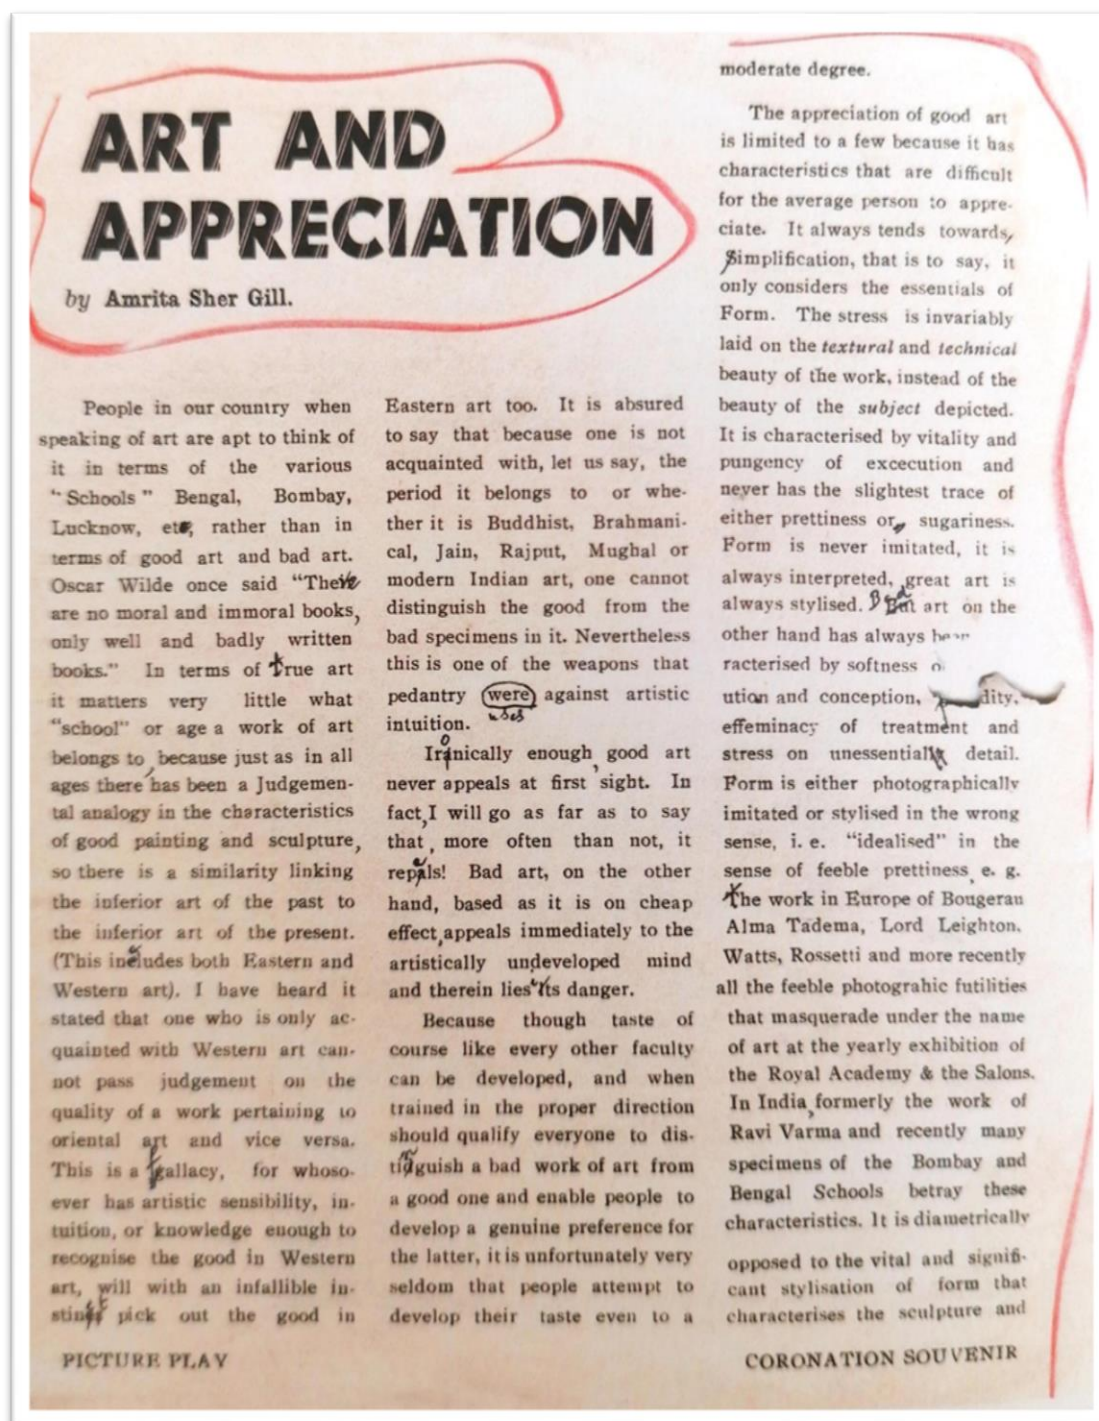 ART AND
APPRECIATION
by Amrita Sher Gill.
People in our country when
speaking of art are apt to think of
it in terms of the various
"Schools" Bengal, Bombay,
Lucknow, etc, rather than in
terms of good art and bad art.
Oscar Wilde once said "There
are no moral and immoral books,
only well and badly written
books." In terms of true art
it matters very little what
"school" or age a work of art
belongs to, because just as in all
ages there has been a Judgemen-
tal analogy in the characteristics
of good painting and sculpture,
so there is a similarity linking
the inferior art of the past to
the inferior art of the present.
(This includes both Eastern and
Western art). I have heard it
stated that one who is only ac-
quainted with Western art can-
not pass judgement on the
quality of a work pertaining to
oriental art and vice versa.
This is a fallacy, for whoso-
ever has artistic sensibility, in-
tuition, or knowledge enough to
recognise the good in Western
art, will with an infallible in-
stinct pick out the good in
Eastern art too. It is absured
to say that because one is not
acquainted with, let us say, the
period it belongs to or whe-
ther it is Buddhist, Brahmani-
cal, Jain, Rajput, Mughal or
modern Indian art, one cannot
distinguish the good from the
bad specimens in it. Nevertheless
this is one of the weapons that
pedantry were against artistic
uses
intuition.
Ironically enough, good art
never appeals at first sight. In
fact, I will go as far as to say
that, more often than not, it
repels! Bad art, on the other
hand, based as it is on cheap
effect, appeals immediately to the
artistically undeveloped mind
and therein lies its danger.
Because though taste of
course like every other faculty
can be developed, and when
trained in the proper direction
should qualify everyone to dis-
tinguish a bad work of art from
a good one and enable people to
develop a genuine preference for
the latter, it is unfortunately very
seldom that people attempt to
develop their taste even to a
moderate degree.
The appreciation of good art
is limited to a few because it has
characteristics that are difficult
for the average person to appre-
ciate. It always tends towards,
simplification, that is to say, it
only considers the essentials of
Form. The stress is invariably
laid on the textural and technical
beauty of the work, instead of the
beauty of the subject depicted.
It is characterised by vitality and
pungency of excecution and
never has the slightest trace of
either prettiness or sugariness.
Form is never imitated, it is
always interpreted, great art is
always stylised. Bad art on the
other hand has always
racterised by softness
ution and conception,
effeminacy of treatment and
stress on unessential detail.
Form is either photographically
imitated or stylised in the wrong
sense, i. e. "idealised" in the
sense of feeble prettiness, e. g.
the work in Europe of Bougerau
Alma Tadema, Lord Leighton.
Watts, Rossetti and more recently
all the feeble photograhic futilities
that masquerade under the name
of art at the yearly exhibition of
the Royal Academy & the Salons.
In India, formerly the work of
Ravi Varma and recently many
specimens of the Bombay and
Bengal Schools betray these
characteristics. It is diametrically
opposed to the vital and signifi-
cant stylisation of form that
characterises the sculpture and
PICTURE PLAY
CORONATION SOUVENIR